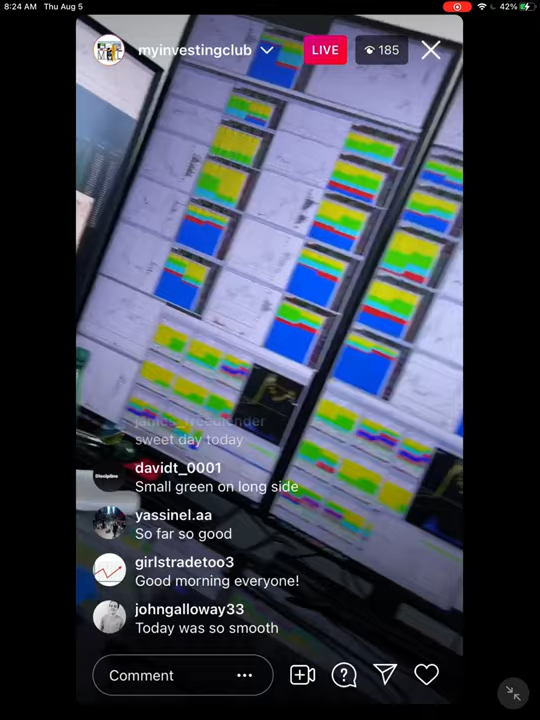 8:24 AM Thu Aug 5
42%
myinvestingclub
LIVE
185
sweet day today
davidt_0001
Small green on long side
yassinel.aa
So far so good
girlstradetoo3
Good morning everyone!
johngalloway33
Today was so smooth
Comment